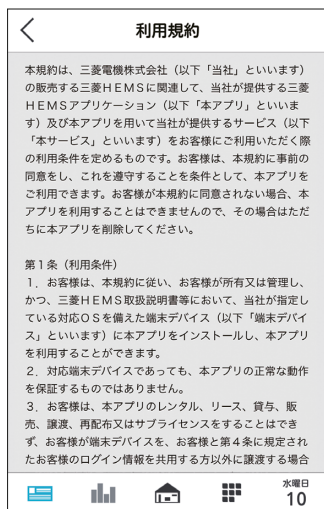 利用規約
本規約は、三菱電機株式会社（以下「当社」といいます）
の販売する三菱ＨＥＭＳに関連して、当社が提供する三菱
ＨＥＭＳアプリケーション（以下「本アプリ」といいま
す）及び本アプリを用いて当社が提供するサービス（以下
「本サービス」といいます）をお客様にご利用いただく際
の利用条件を定めるものです。お客様は、本規約に事前の
同意をし、これを遵守することを条件として、本アプリを
ご利用できます。お客様が本規約に同意されない場合、本
アプリを利用することはできませんので、その場合はただ
ちに本アプリを削除してください。
第１条（利用条件）
１．お客様は、本規約に従い、お客様が所有又は管理し、
かつ、三菱ＨＥＭＳ取扱説明書等において、当社が指定し
ている対応ＯＳを備えた端末デバイス（以下「端末デバイ
ス」といいます）に本アプリをインストールし、本アプリ
を利用することができます。
２．対応端末デバイスであっても、本アプリの正常な動作
を保証するものではありません。
３．お客様は、本アプリのレンタル、リース、貸与、販
売、譲渡、再配布又はサブライセンスをすることはでき
ず、お客様が端末デバイスを、お客様と第４条に規定され
たお客様のログイン情報を共用する方以外に譲渡する場合
水曜日
10